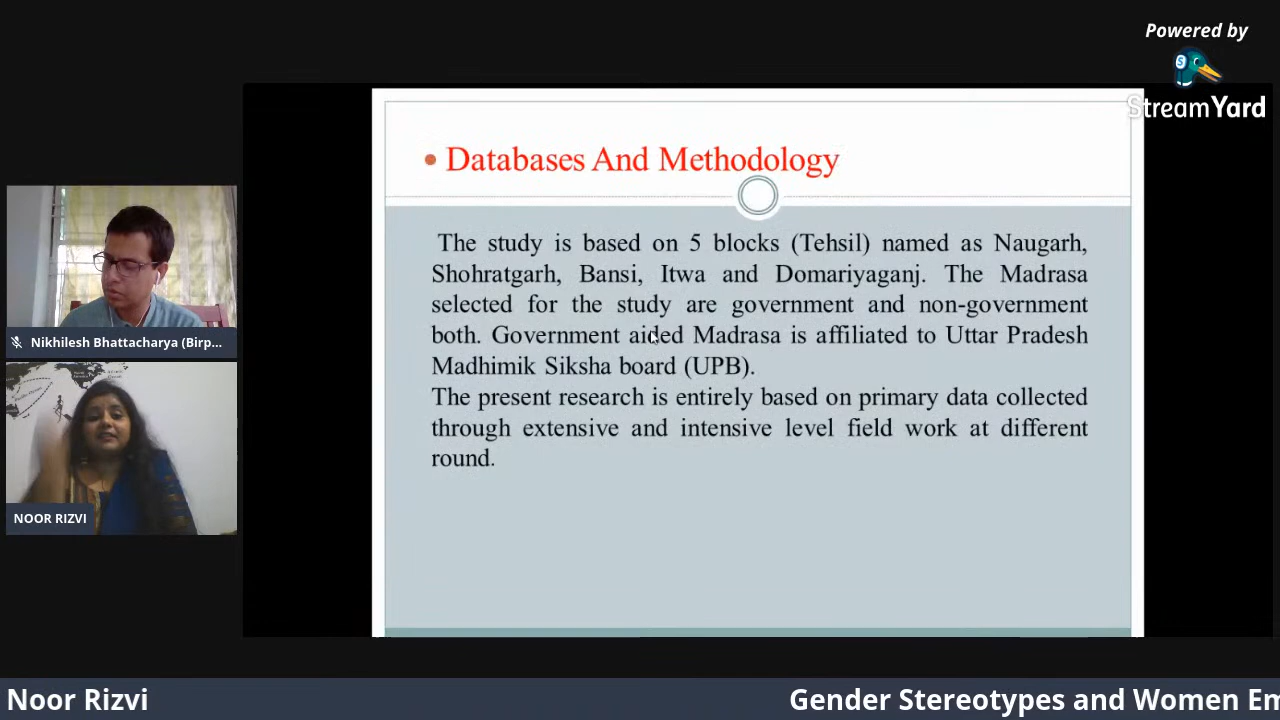 Powered by
StreamYard
Databases And Methodology
The study is based on 5 blocks (Tehsil) named as Naugarh,
Shohratgarh, Bansi, Itwa and Domariyaganj. The Madrasa
selected for the study are government and non-government
both. Government aided Madrasa is affiliated to Uttar Pradesh
Madhimik Siksha board (UPB).
The present research is entirely based on primary data collected
through extensive and intensive level field work at different
round.
Nikhilesh Bhattacharya (Birp...
NOOR RIZVI
Noor Rizvi
Gender Stereotypes and Women Em